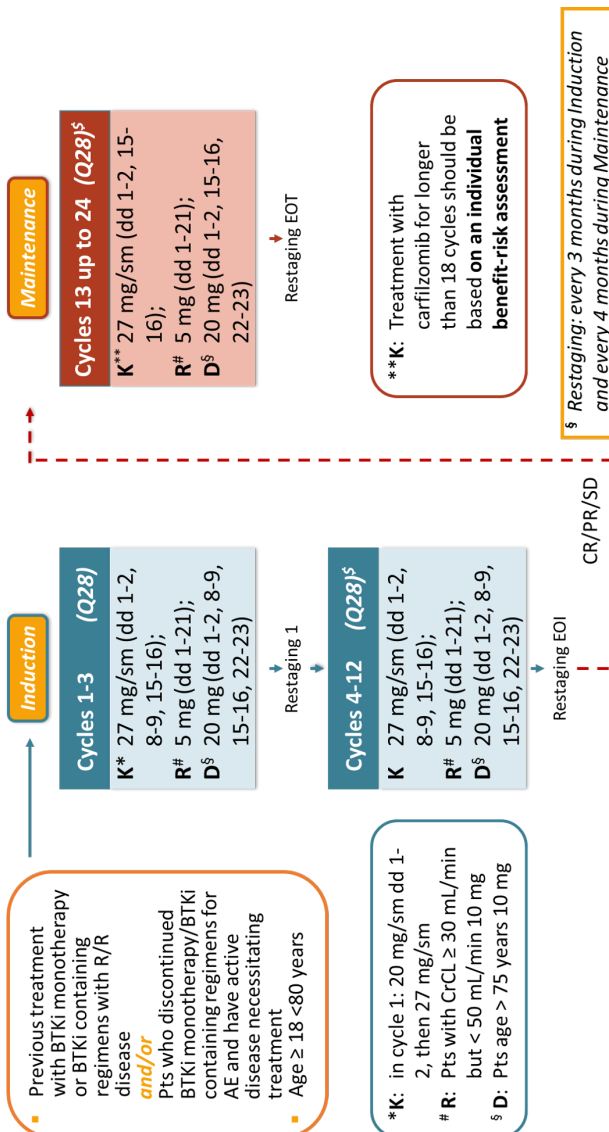 ▪ Previous treatment
with BTKi monotherapy
or BTKi containing
regimens with R/R
disease
and/or
Pts who discontinued
BTKi monotherapy/BTKi
containing regimens for
AE and have active
disease necessitating
treatment
▪ Age ≥ 18 <80 years
*K: in cycle 1: 20 mg/sm dd 1-
2, then 27 mg/sm
# R: Pts with CrCL ≥ 30 mL/min
but < 50 mL/min 10 mg
§ D: Pts age > 75 years 10 mg
Induction
Cycles 1-3 (Q28)
K* 27 mg/sm (dd 1-2,
8-9, 15-16);
R# 5 mg (dd 1-21);
D§ 20 mg (dd 1-2, 8-9,
15-16, 22-23)
Restaging 1
Cycles 4-12 (Q28)$
K 27 mg/sm (dd 1-2,
8-9, 15-16);
R# 5 mg (dd 1-21);
D§ 20 mg (dd 1-2, 8-9,
15-16, 22-23)
Restaging EOI
CR/PR/SD
Maintenance
Cycles 13 up to 24 (Q28)$
K** 27 mg/sm (dd 1-2, 15-
16);
R# 5 mg (dd 1-21);
D§ 20 mg (dd 1-2, 15-16,
22-23)
Restaging EOT
**K: Treatment with
carfilzomib for longer
than 18 cycles should be
based on an individual
benefit-risk assessment
§ Restaging: every 3 months during Induction
and every 4 months during Maintenance